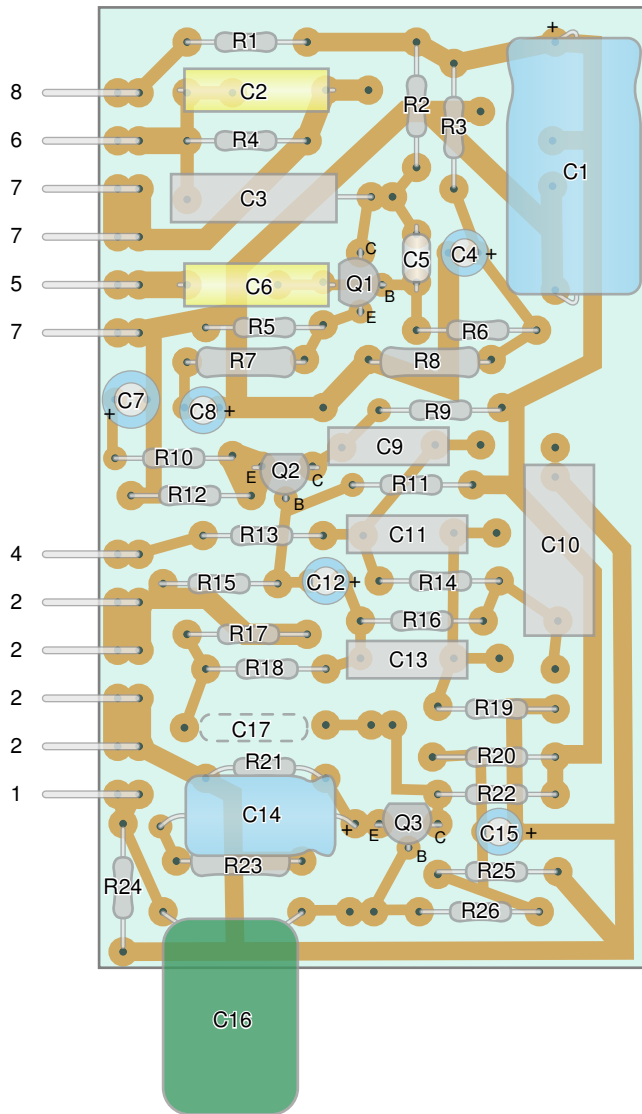 +
R1
8 C2
R2 R3
6 R4
C1
7 C3
7
C C5 C4 +
5 C6 Q1 B
E
7 R5 R6
R7 R8
C7 C8 + R9
+
C9
R10 E Q2 C
R12 B R11
R13 C11 C10
4
R15 C12 + R14
2
R16
R17
2 R18 C13
2 R19
C17
2 R20
R21
1 R22
C14 + E Q3 C C15 +
B
R23 R25
R24
R26
C16